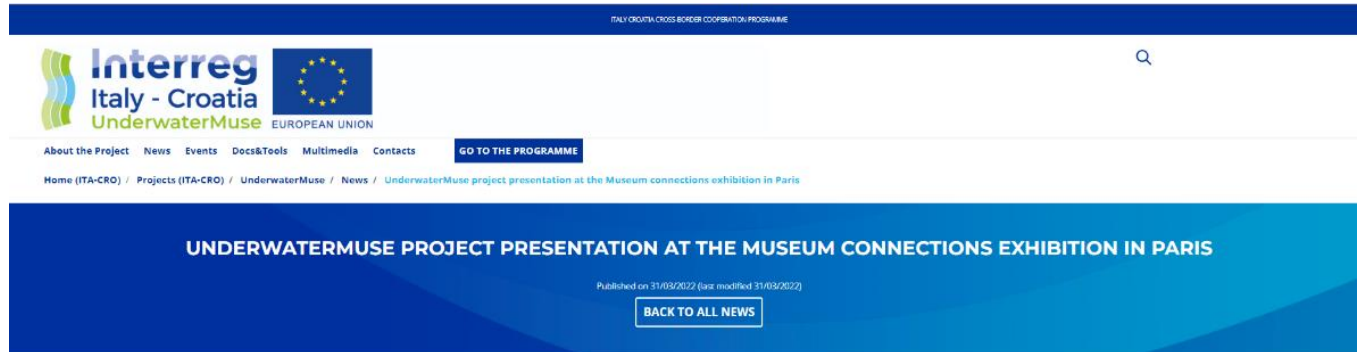 ITALY CROATIA CROSS-BORDER COOPERATION PROGRAMME
Interreg
Italy - Croatia
UnderwaterMuse EUROPEAN UNION
About the Project News Events Docs&Tools Multimedia Contacts GO TO THE PROGRAMME
Home (ITA-CRO) / Projects (ITA-CRO) / UnderwaterMuse / News / UnderwaterMuse project presentation at the Museum connections exhibition in Paris
UNDERWATERMUSE PROJECT PRESENTATION AT THE MUSEUM CONNECTIONS EXHIBITION IN PARIS
Published on 31/03/2022 (last modified 31/03/2022)
BACK TO ALL NEWS